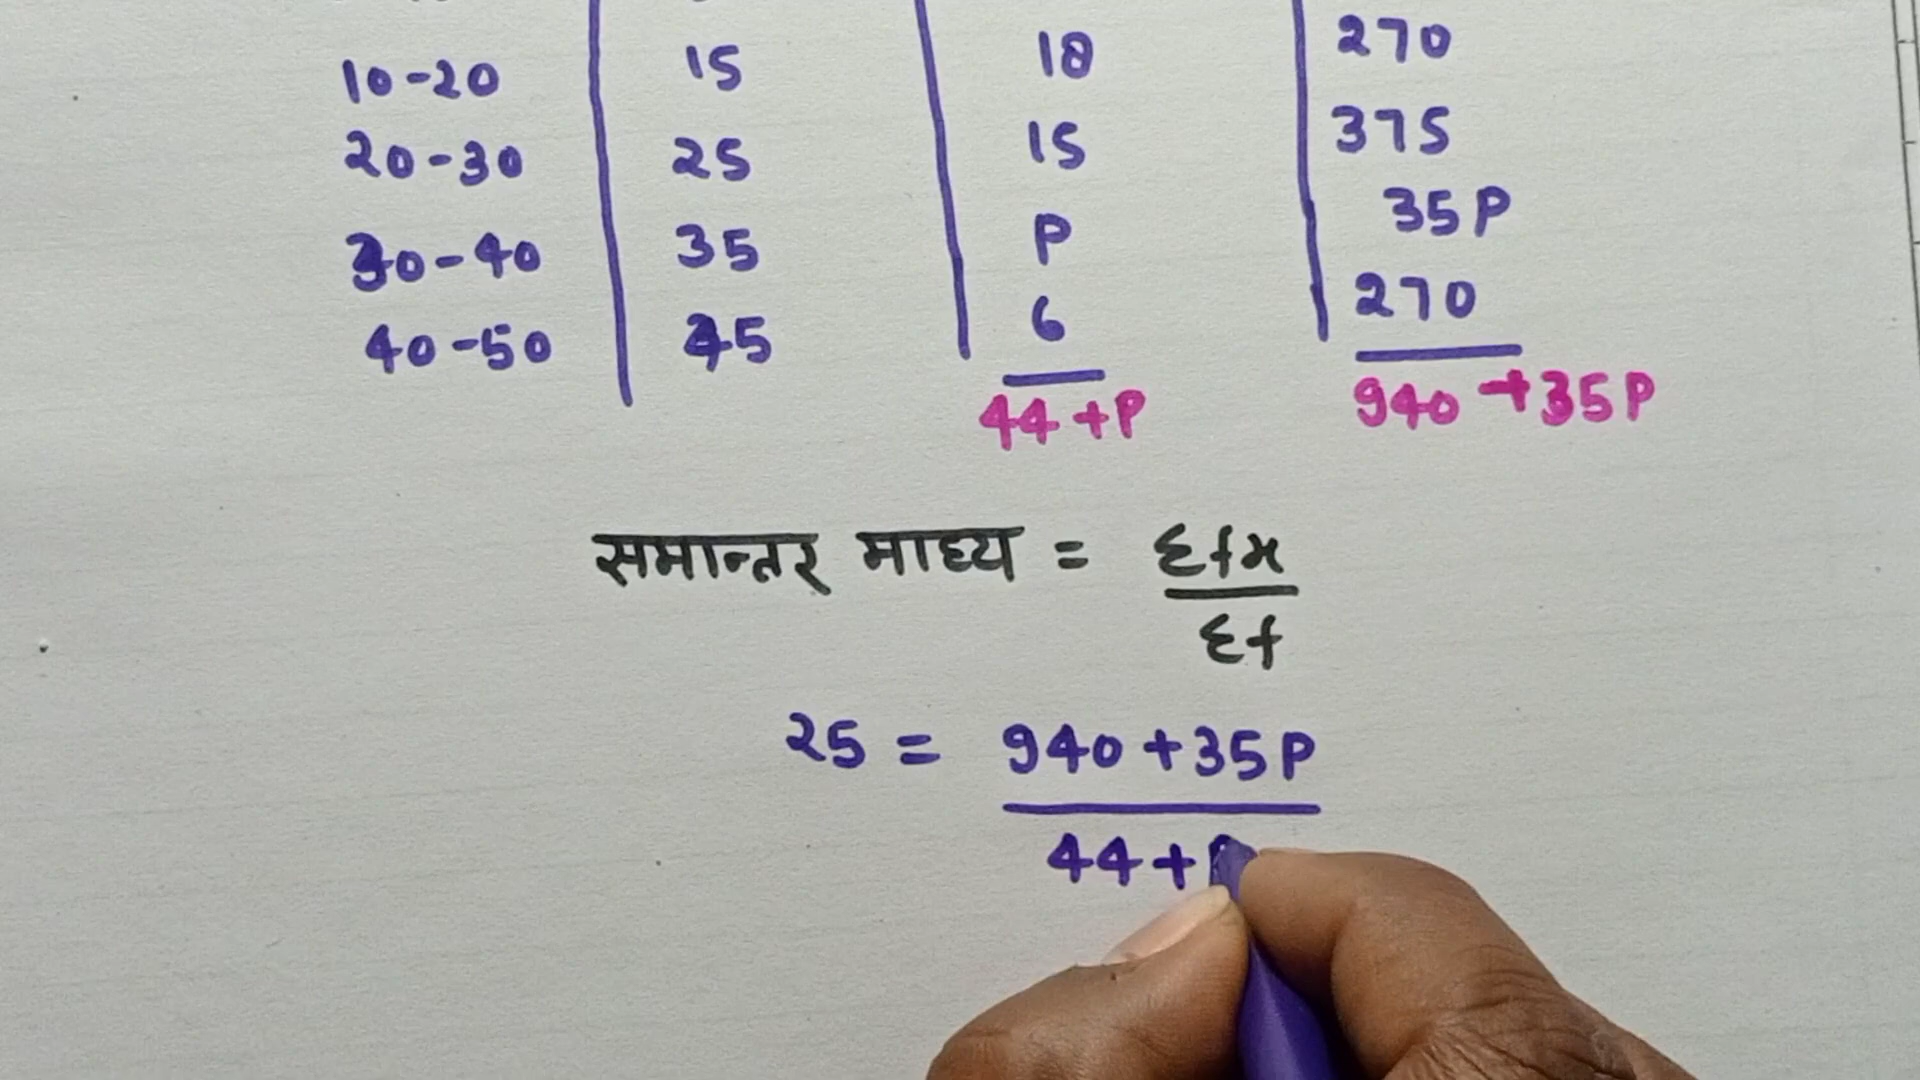 10-20 15 18 270
20-30 25 15 375
30-40 35 P 35P
40-50 45 6 270
44+P 940+35P
समान्तर माध्य = Σfx
Σf
25 = 940+35P
44+